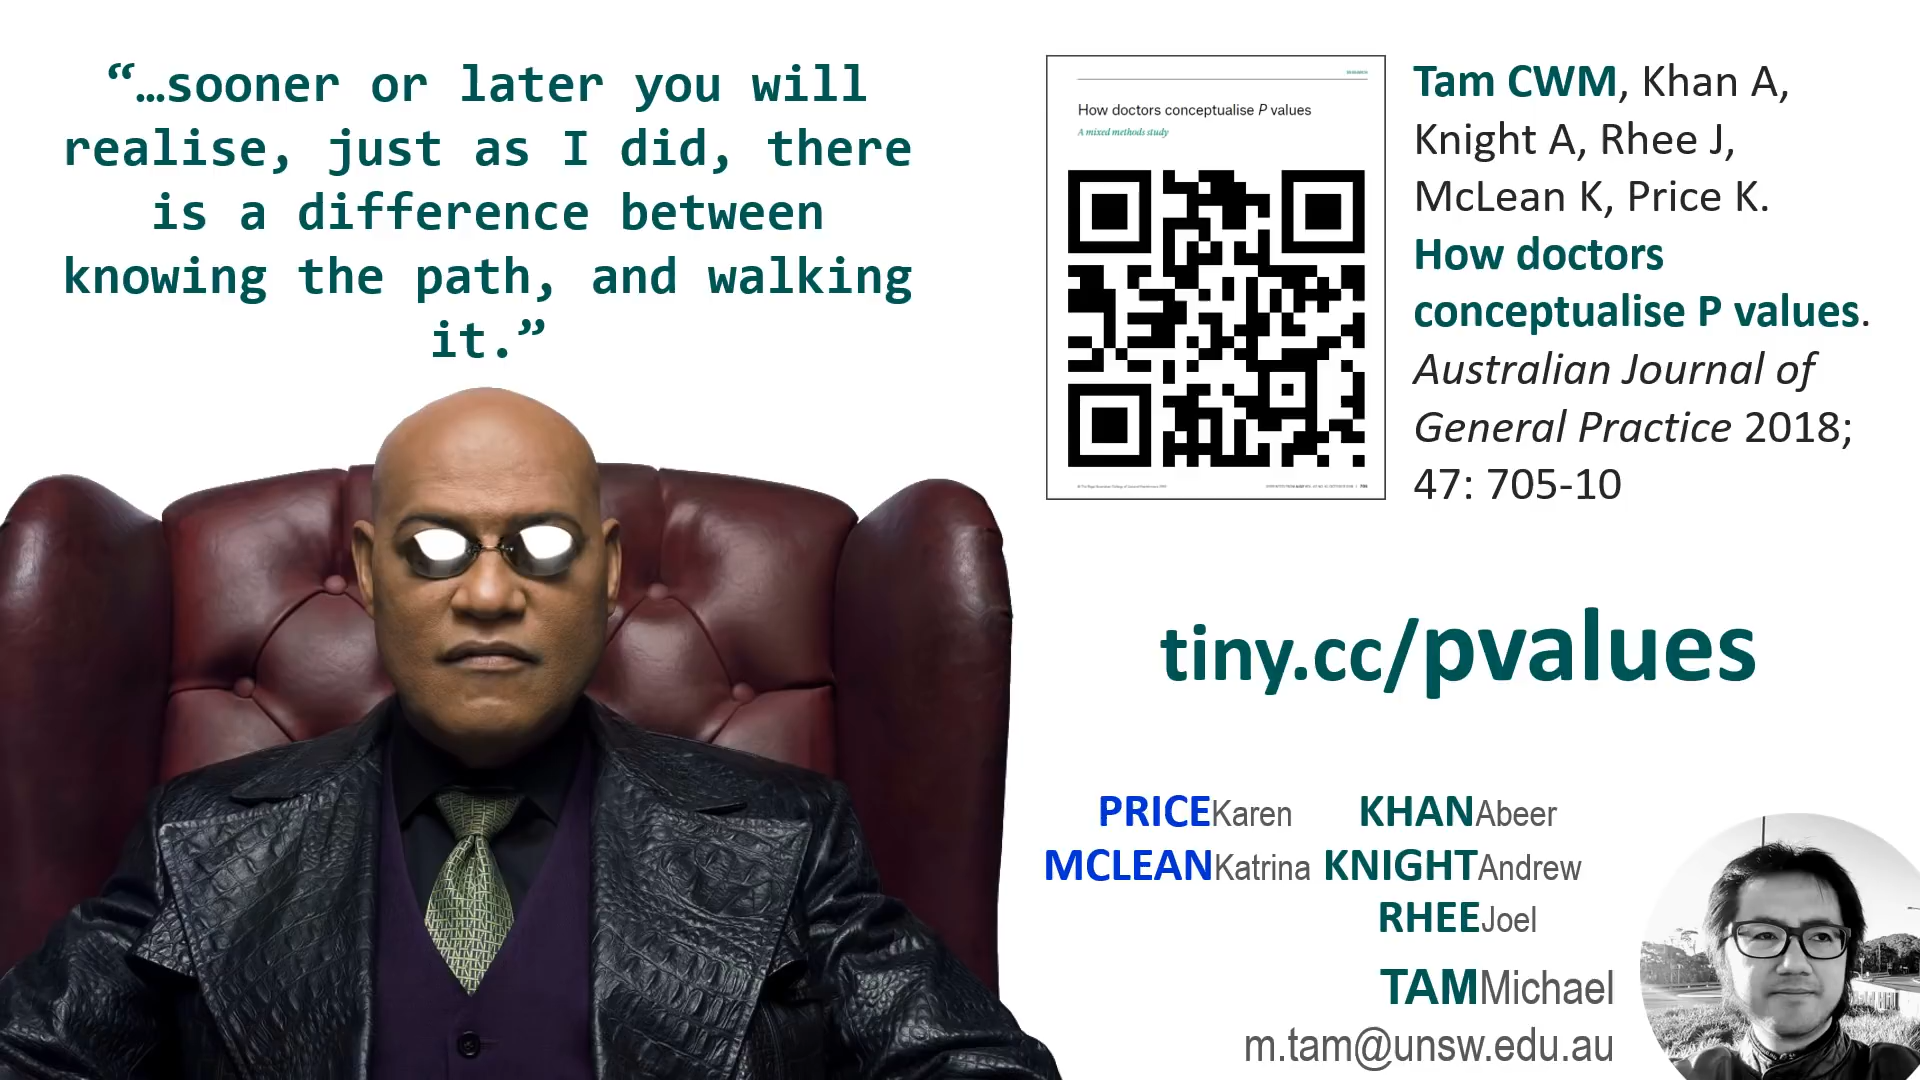 “…sooner or later you will
realise, just as I did, there
is a difference between
knowing the path, and walking
it.”
How doctors conceptualise P values
A mixed methods study
Tam CWM, Khan A,
Knight A, Rhee J,
McLean K, Price K.
How doctors
conceptualise P values.
Australian Journal of
General Practice 2018;
47: 705-10
tiny.cc/pvalues
PRICEKaren KHANAbeer
MCLEANKatrina KNIGHTAndrew
RHEEJoel
TAMMichael
m.tam@unsw.edu.au